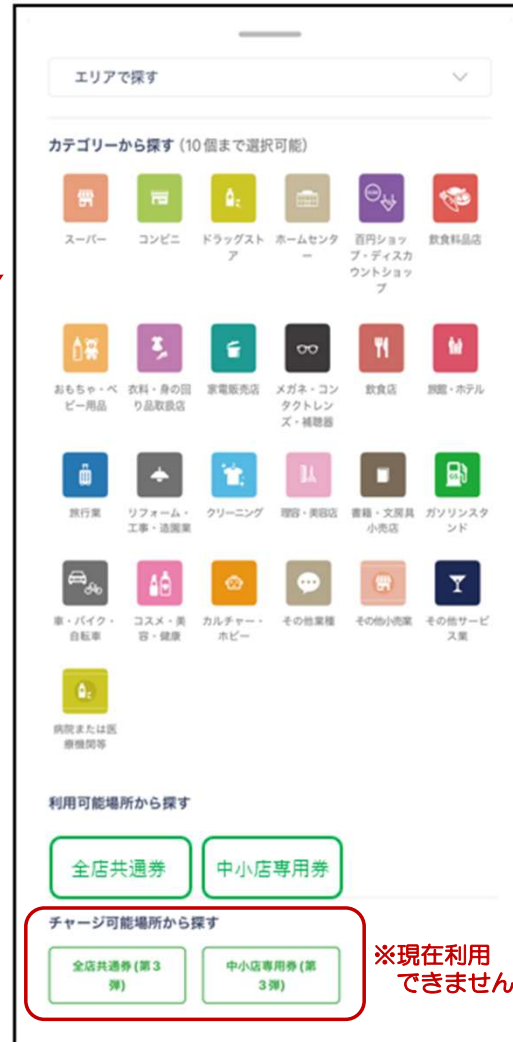 エリアで探す
カテゴリーから探す (10個まで選択可能)
スーパー
コンビニ
ドラッグスト
ア
ホームセンタ
ー
百円ショッ
プ・ディスカ
ウントショッ
プ
飲食料品店
おもちゃ・ベ
ビー用品
衣料・身の回
り品取扱店
家電販売店
メガネ・コン
タクトレン
ズ・補聴器
飲食店
旅館・ホテル
旅行業
リフォーム・
工事・造園業
クリーニング
理容・美容店
書籍・文房具
小売店
ガソリンスタ
ンド
車・バイク・
自転車
コスメ・美
容・健康
カルチャー・
ホビー
その他業種
その他小売業
その他サービ
ス業
病院または医
療機関等
利用可能場所から探す
全店共通券
中小店専用券
チャージ可能場所から探す
全店共通券(第3
弾)
中小店専用券(第
3弾)
※現在利用
できません